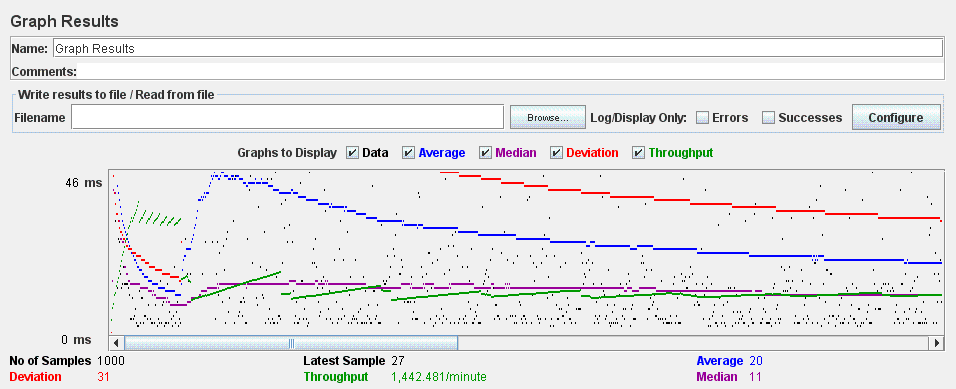 Graph Results
Name: Graph Results
Comments:
Write results to file / Read from file
Filename Browse... Log/Display Only: Errors Successes Configure
Graphs to Display Data Average Median Deviation Throughput
46 ms
0 ms
No of Samples 1000 Latest Sample 27 Average 20
Deviation 31 Throughput 1,442.481/minute Median 11